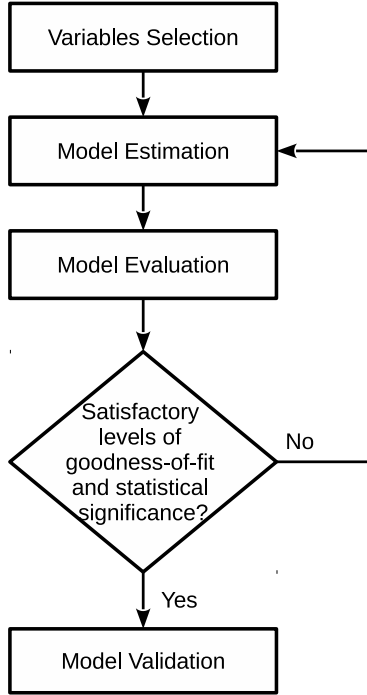 Variables Selection
Model Estimation
Model Evaluation
Satisfactory
levels of
goodness-of-fit
and statistical
significance?
No
Yes
Model Validation